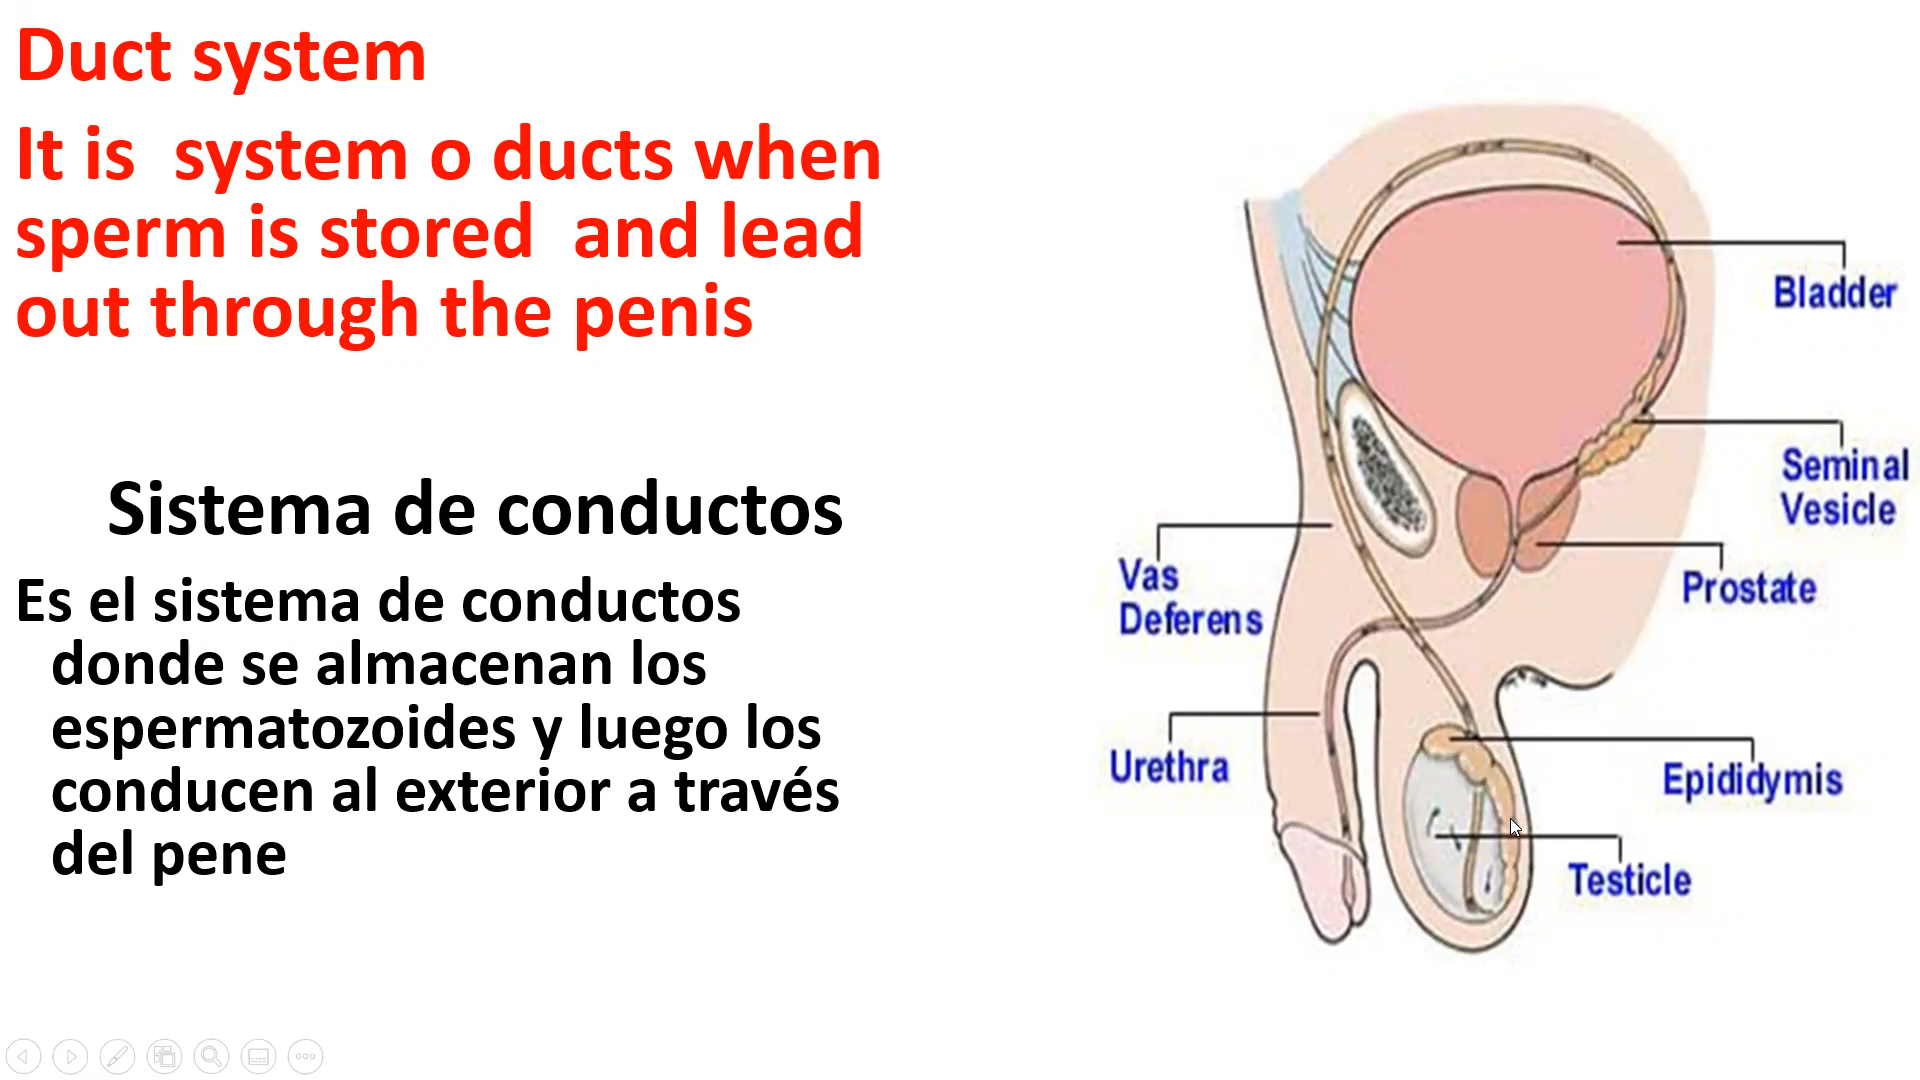 Duct system
It is  system o ducts when
sperm is stored  and lead
out through the penis
Sistema de conductos
Es el sistema de conductos
donde se almacenan los
espermatozoides y luego los
conducen al exterior a través
del pene
Bladder
Seminal
Vesicle
Prostate
Vas
Deferens
Urethra
Epididymis
Testicle